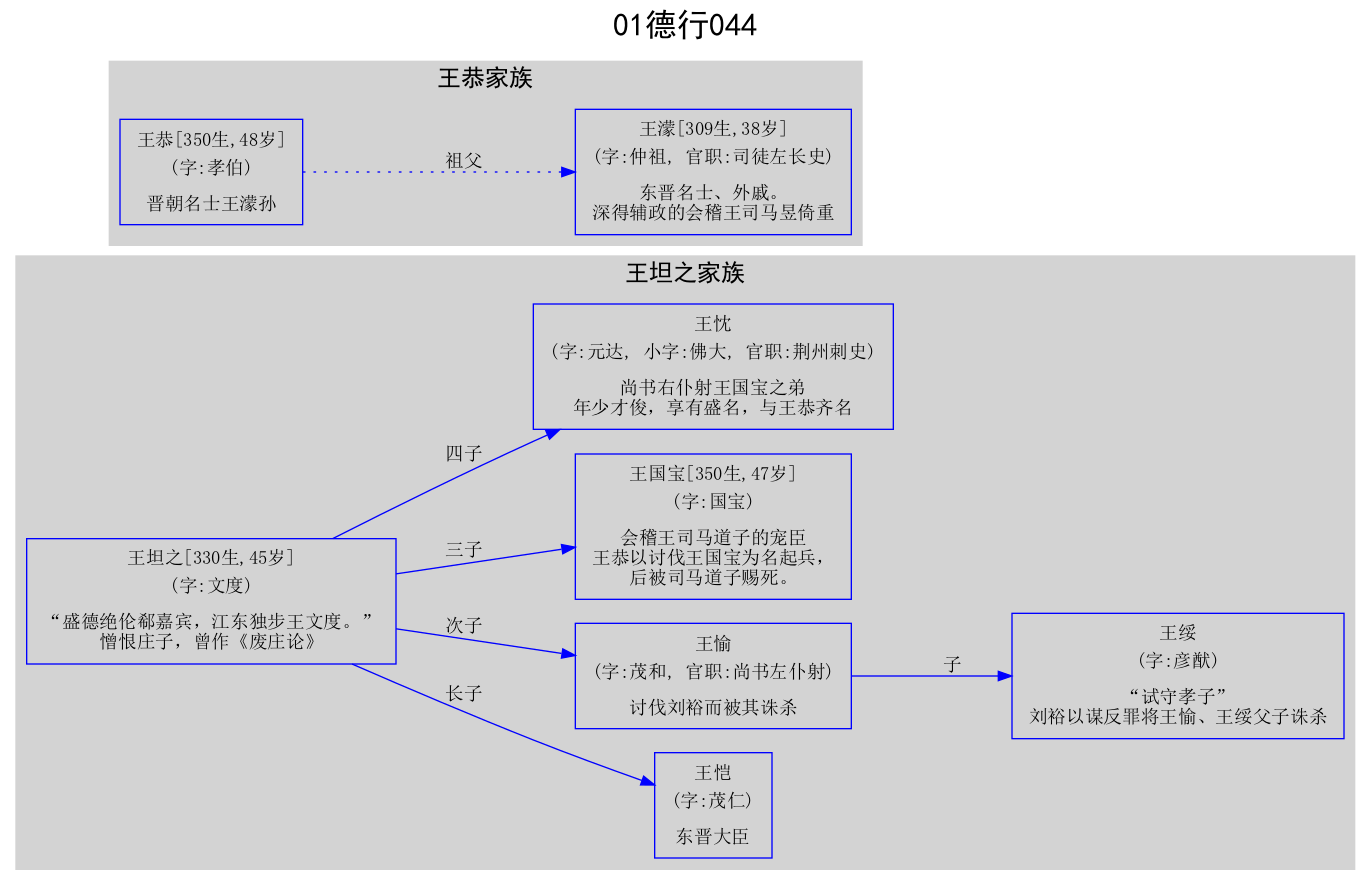 01德行044
王恭家族
王恭[350生,48岁]
(字:孝伯)
晋朝名士王濛孙
祖父
王濛[309生,38岁]
(字:仲祖, 官职:司徒左长史)
东晋名士、外戚。
深得辅政的会稽王司马昱倚重
王坦之家族
王坦之[330生,45岁]
(字:文度)
“盛德绝伦郗嘉宾，江东独步王文度。”
憎恨庄子，曾作《废庄论》
四子
王忱
(字:元达, 小字:佛大, 官职:荆州刺史)
尚书右仆射王国宝之弟
年少才俊，享有盛名，与王恭齐名
三子
王国宝[350生,47岁]
(字:国宝)
会稽王司马道子的宠臣
王恭以讨伐王国宝为名起兵，
后被司马道子赐死。
次子
王愉
(字:茂和, 官职:尚书左仆射)
讨伐刘裕而被其诛杀
子
王绥
(字:彦猷)
“试守孝子”
刘裕以谋反罪将王愉、王绥父子诛杀
长子
王恺
(字:茂仁)
东晋大臣